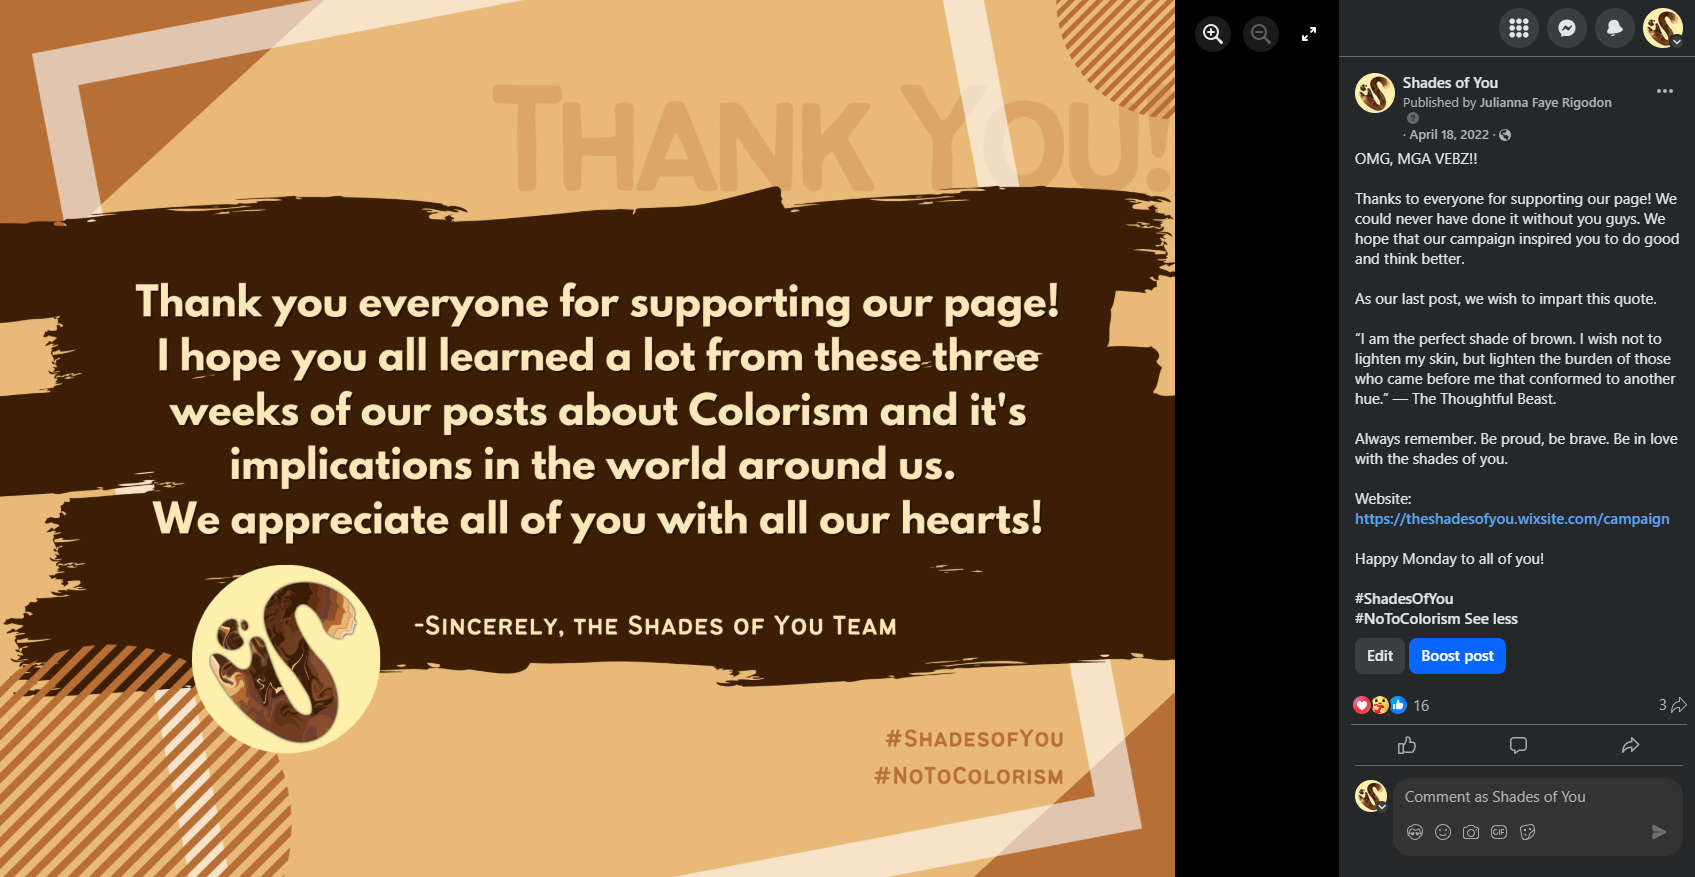 THANK YOU!
Thank you everyone for supporting our page!
I hope you all learned a lot from these three
weeks of our posts about Colorism and it's
implications in the world around us.
We appreciate all of you with all our hearts!
-SINCERELY, THE SHADES OF YOU TEAM
#SHADESOFYOU
#NOTOCOLORISM
Shades of You
Published by Julianna Faye Rigodon
· April 18, 2022 ·
OMG, MGA VEBZ!!
Thanks to everyone for supporting our page! We
could never have done it without you guys. We
hope that our campaign inspired you to do good
and think better.
As our last post, we wish to impart this quote.
“I am the perfect shade of brown. I wish not to
lighten my skin, but lighten the burden of those
who came before me that conformed to another
hue.” — The Thoughtful Beast.
Always remember. Be proud, be brave. Be in love
with the shades of you.
Website:
https://theshadesofyou.wixsite.com/campaign
Happy Monday to all of you!
#ShadesOfYou
#NoToColorism See less
Edit
Boost post
16
3
Comment as Shades of You
GIF